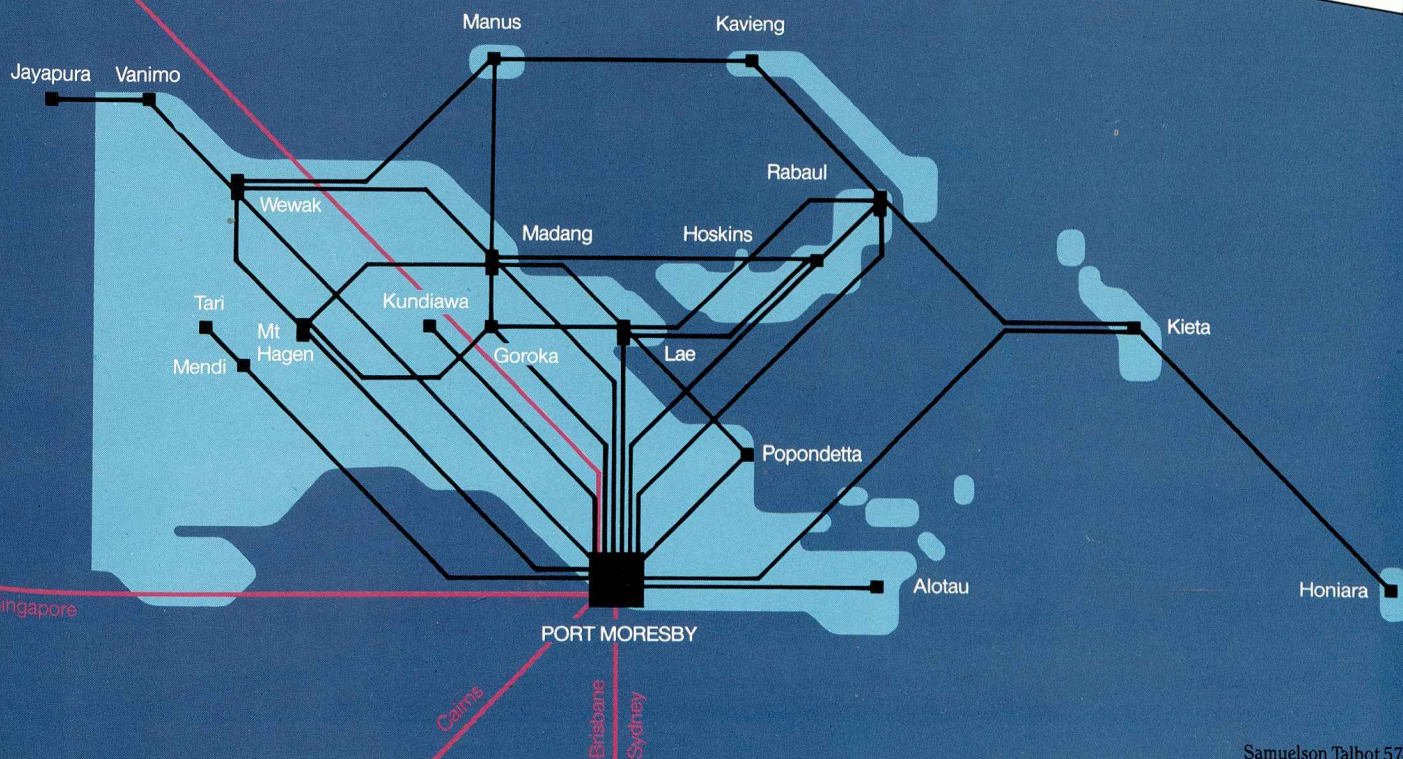 Manus
Kavieng
Jayapura
Vanimo
Rabaul
Wewak
Madang
Hoskins
Tari
Kundiawa
Mt
Hagen
Goroka
Lae
Kieta
Mendi
Popondetta
Alotau
Honiara
ingapore
PORT MORESBY
Cairns
Brisbane
Sydney
Samuelson Talbot 57